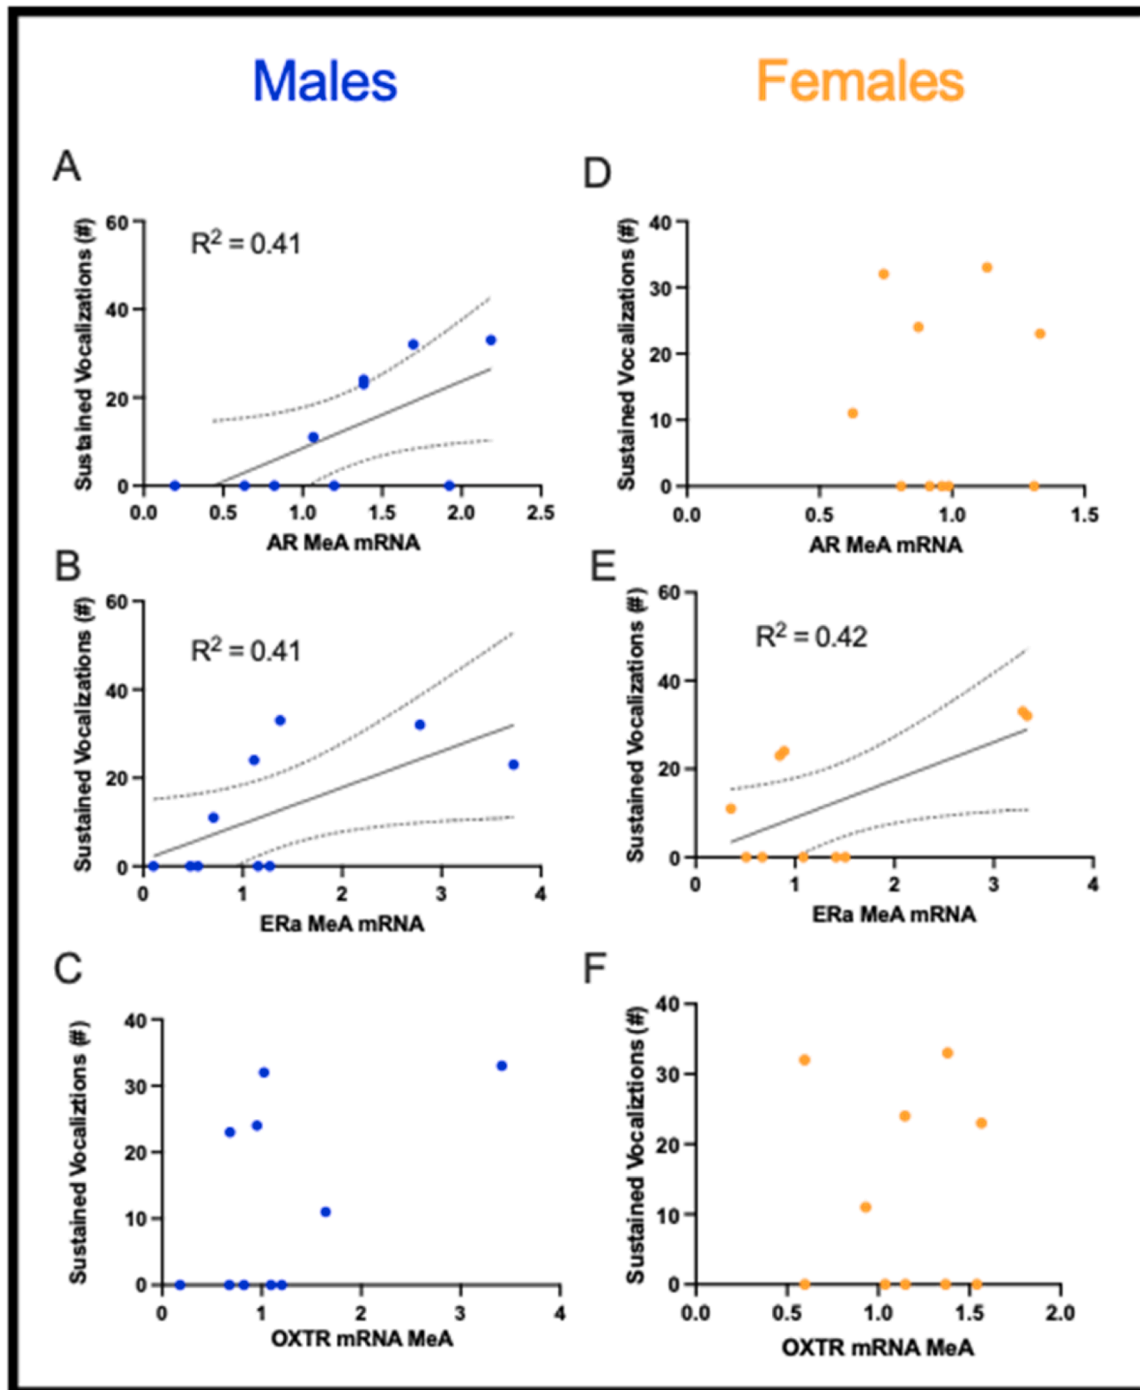 Males
Females
A
Sustained Vocalizations (#)
60
40
20
0
R² = 0.41
0.0 0.5 1.0 1.5 2.0 2.5
AR MeA mRNA
D
Sustained Vocalizations (#)
40
30
20
10
0
0.0 0.5 1.0 1.5
AR MeA mRNA
B
Sustained Vocalizations (#)
60
40
20
0
R² = 0.41
0 1 2 3 4
ERa MeA mRNA
E
Sustained Vocalizations (#)
60
40
20
0
R² = 0.42
0 1 2 3 4
ERa MeA mRNA
C
Sustained Vocaliztions (#)
40
30
20
10
0
0 1 2 3 4
OXTR mRNA MeA
F
Sustained Vocaliztions (#)
40
30
20
10
0
0.0 0.5 1.0 1.5 2.0
OXTR mRNA MeA